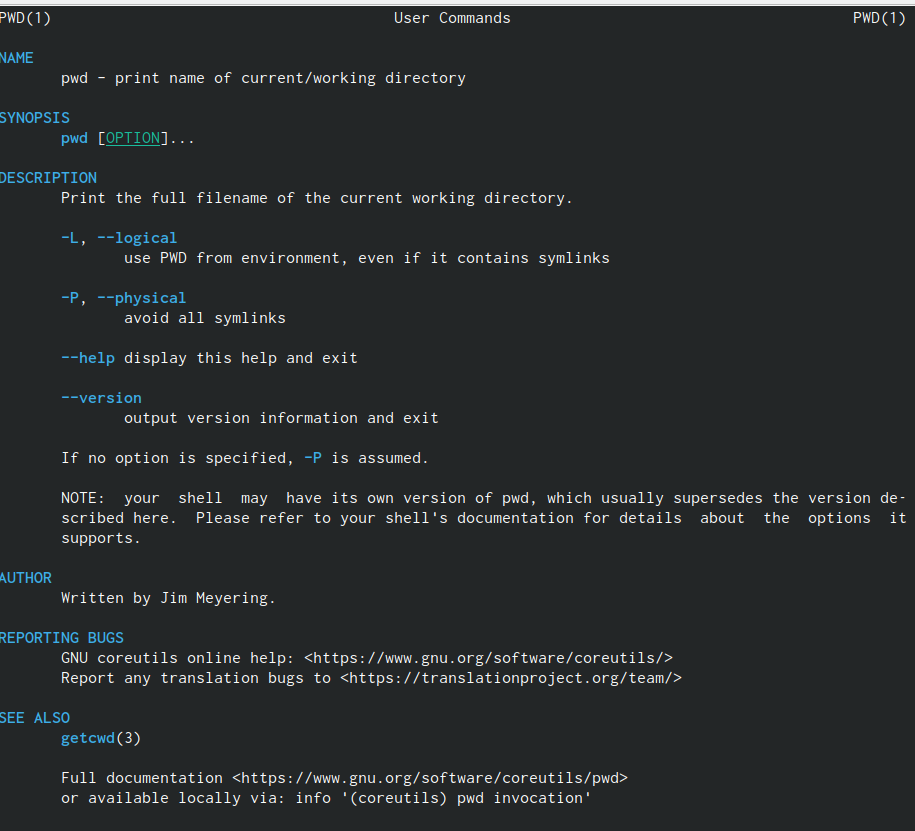 PWD(1) User Commands PWD(1)
NAME
pwd - print name of current/working directory
SYNOPSIS
pwd [OPTION]...
DESCRIPTION
Print the full filename of the current working directory.
-L, --logical
use PWD from environment, even if it contains symlinks
-P, --physical
avoid all symlinks
--help display this help and exit
--version
output version information and exit
If no option is specified, -P is assumed.
NOTE: your shell may have its own version of pwd, which usually supersedes the version de-
scribed here. Please refer to your shell's documentation for details about the options it
supports.
AUTHOR
Written by Jim Meyering.
REPORTING BUGS
GNU coreutils online help: <https://www.gnu.org/software/coreutils/>
Report any translation bugs to <https://translationproject.org/team/>
SEE ALSO
getcwd(3)
Full documentation <https://www.gnu.org/software/coreutils/pwd>
or available locally via: info '(coreutils) pwd invocation'